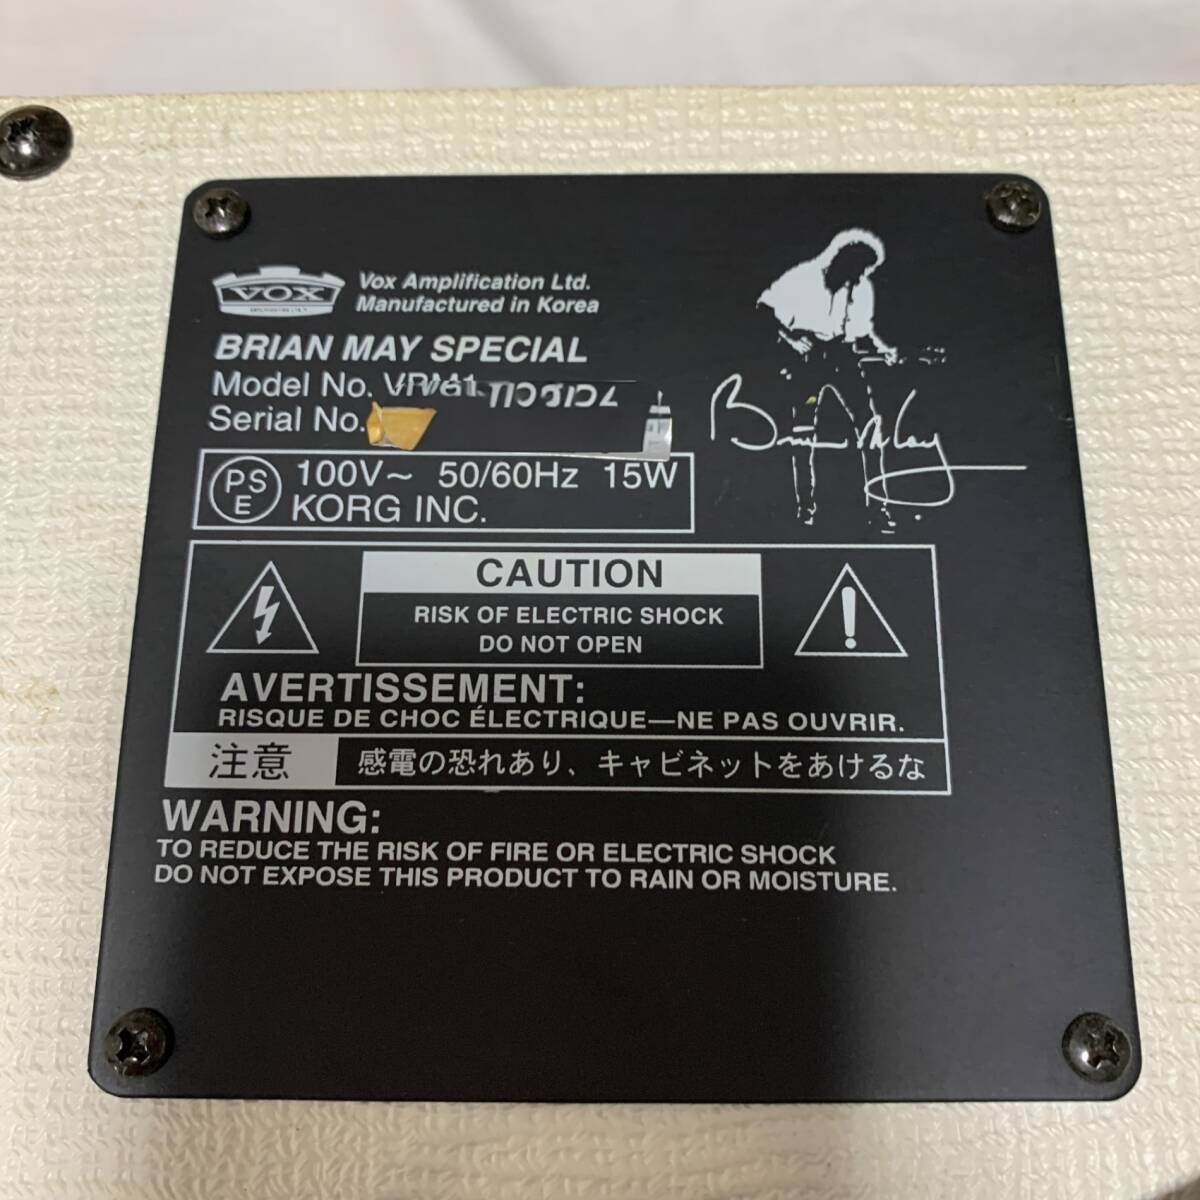 VOX
Vox Amplification Ltd.
Manufactured in Korea
BRIAN MAY SPECIAL
Model No. VBM1
Serial No.
PS
E
100V~ 50/60Hz 15W
KORG INC.
Brian May
CAUTION
RISK OF ELECTRIC SHOCK
DO NOT OPEN
AVERTISSEMENT:
RISQUE DE CHOC ÉLECTRIQUE—NE PAS OUVRIR.
注意 感電の恐れあり、キャビネットをあけるな
WARNING:
TO REDUCE THE RISK OF FIRE OR ELECTRIC SHOCK
DO NOT EXPOSE THIS PRODUCT TO RAIN OR MOISTURE.